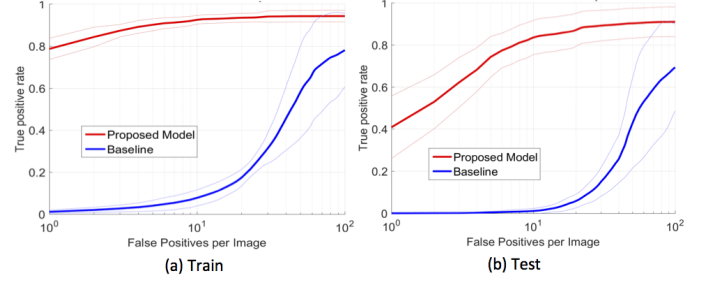 1
0.8
0.6
0.4
0.2
0
True positive rate
Proposed Model
Baseline
10^0
10^1
10^2
False Positives per Image
(a) Train
1
0.8
0.6
0.4
0.2
0
True positive rate
Proposed Model
Baseline
10^0
10^1
10^2
False Positives per Image
(b) Test